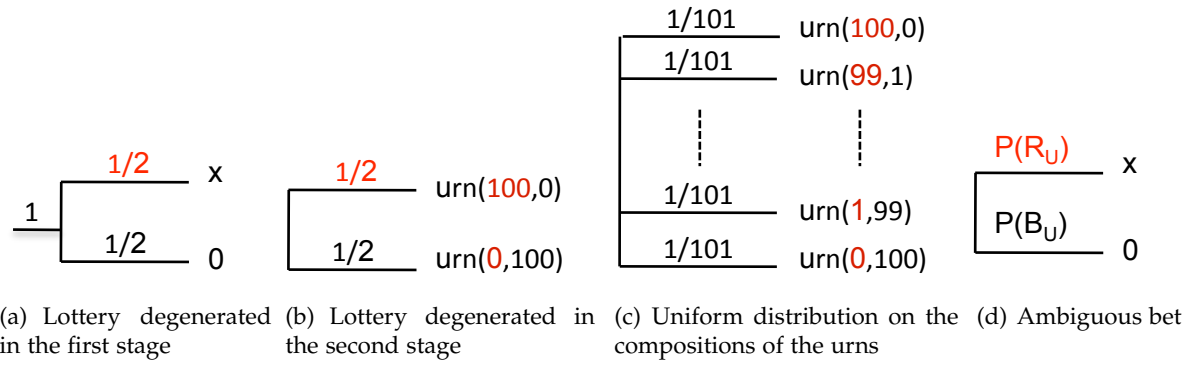 1
1/2
x
1/2
0
1/2
urn(100,0)
1/2
urn(0,100)
1/101
urn(100,0)
1/101
urn(99,1)
1/101
urn(1,99)
1/101
urn(0,100)
P(R_U)
x
P(B_U)
0
(a) Lottery degenerated
in the first stage
(b) Lottery degenerated in
the second stage
(c) Uniform distribution on the
compositions of the urns
(d) Ambiguous bet